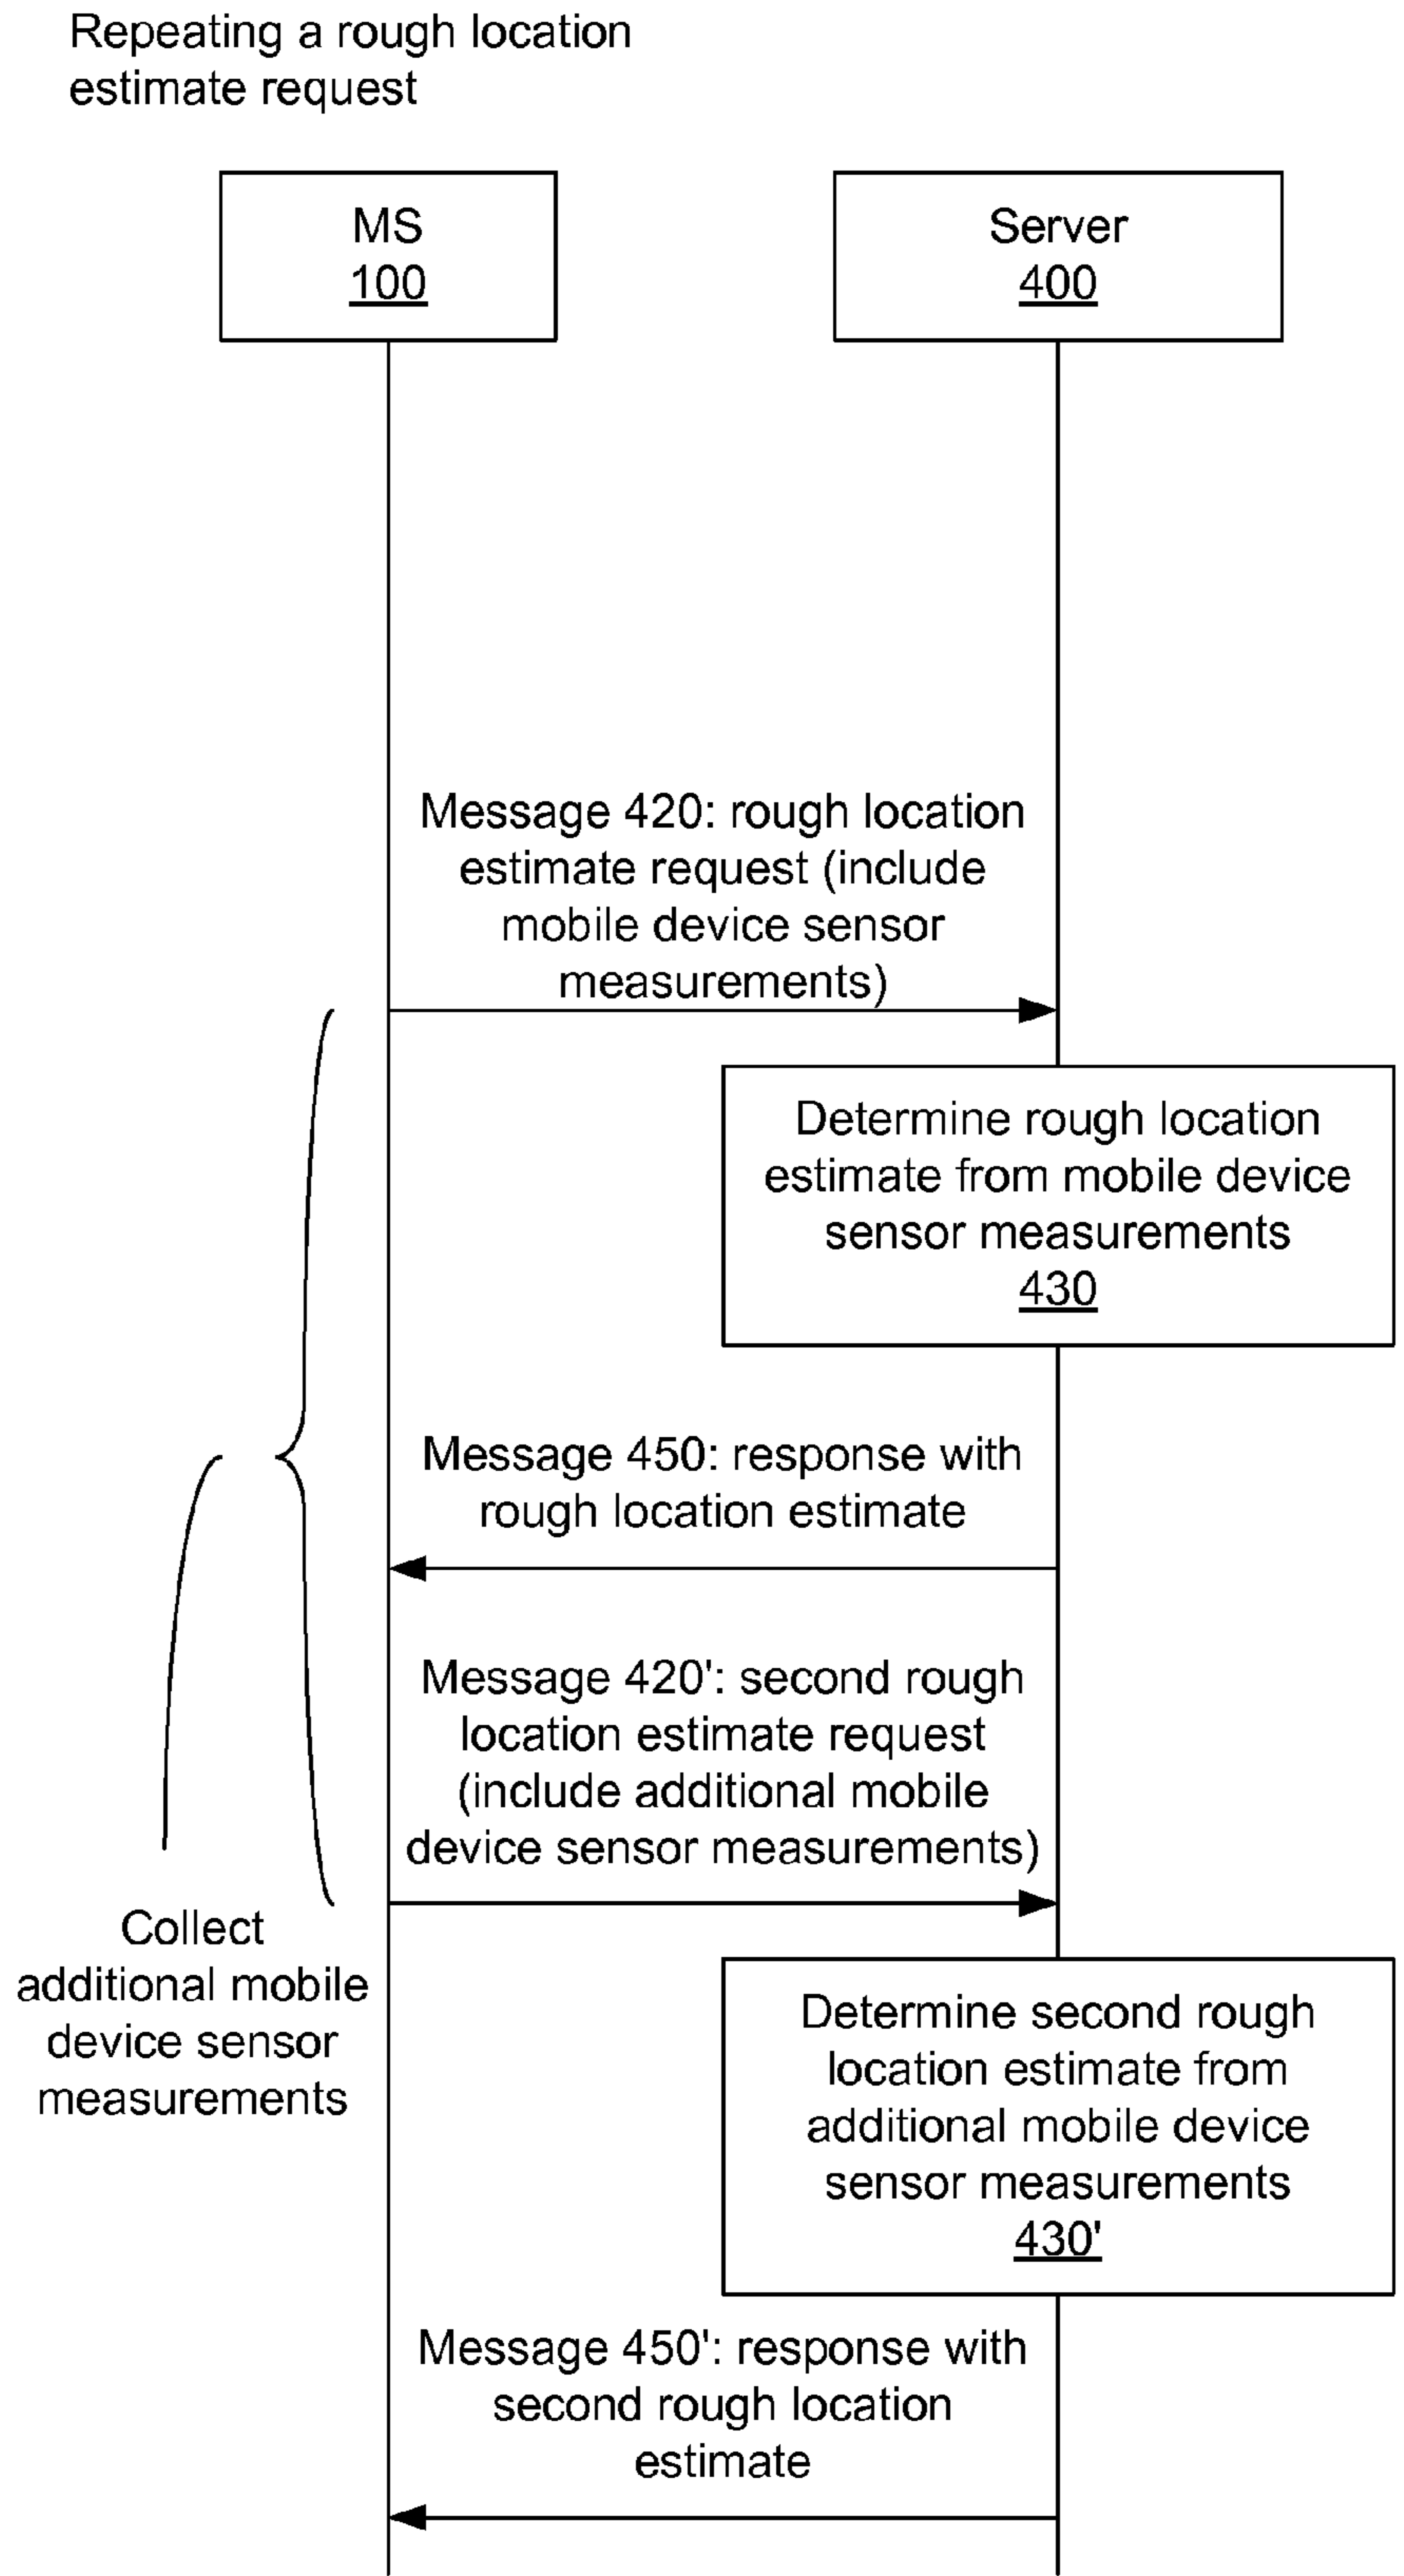 Repeating a rough location
estimate request
MS
100
Server
400
Message 420: rough location
estimate request (include
mobile device sensor
measurements)
Determine rough location
estimate from mobile device
sensor measurements
430
Message 450: response with
rough location estimate
Message 420': second rough
location estimate request
(include additional mobile
device sensor measurements)
Collect
additional mobile
device sensor
measurements
Determine second rough
location estimate from
additional mobile device
sensor measurements
430'
Message 450': response with
second rough location
estimate